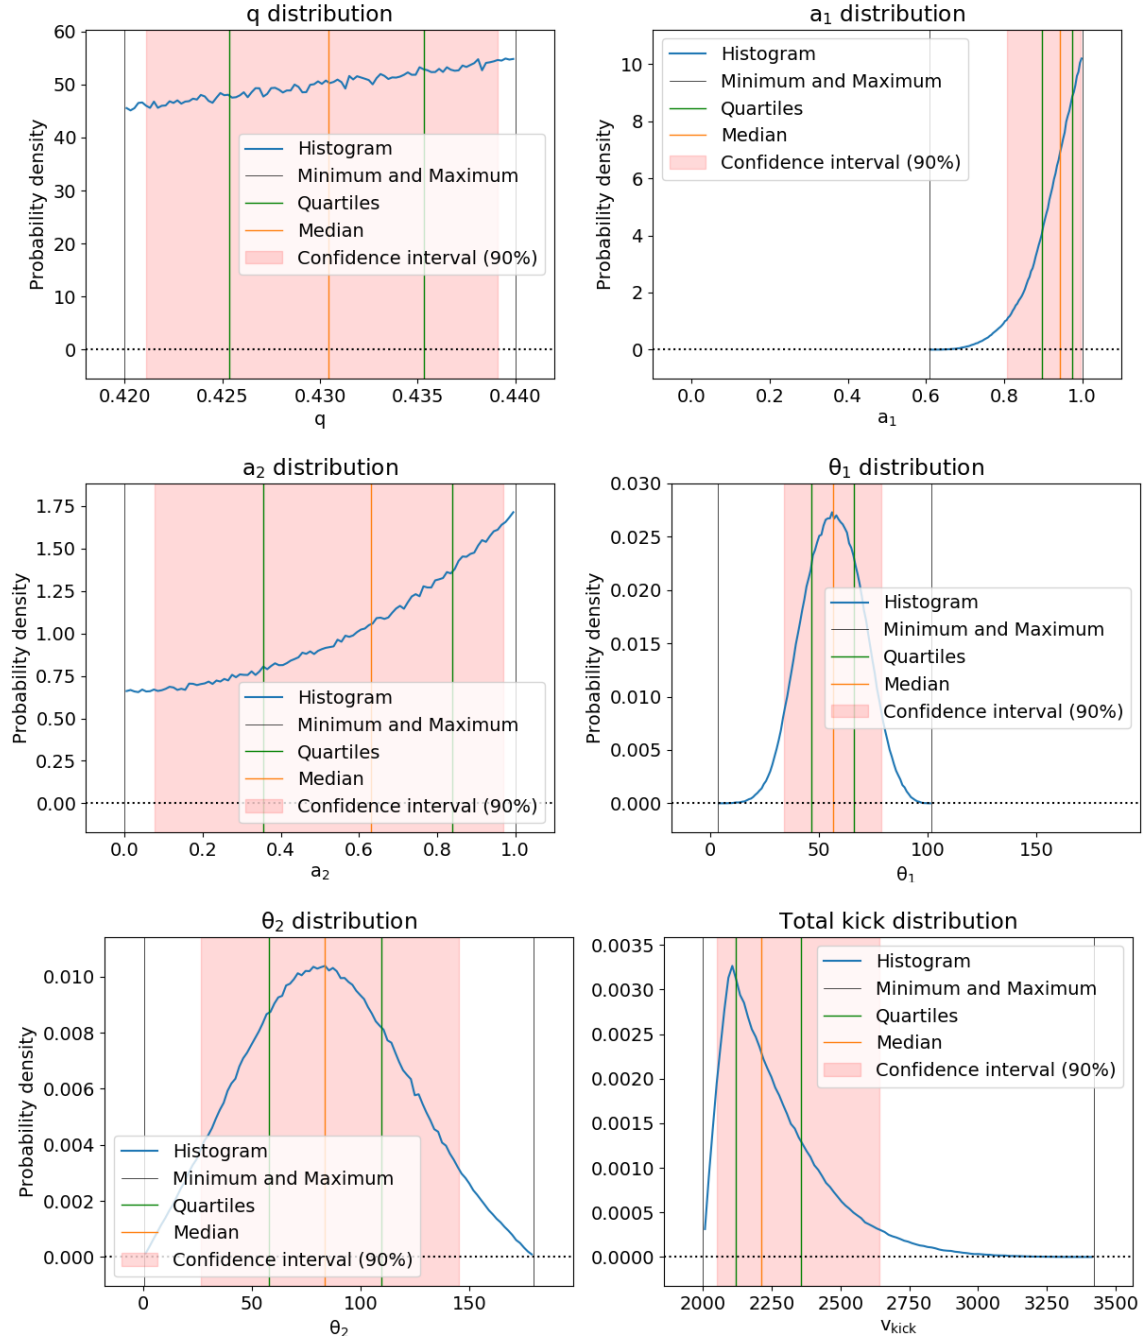 q distribution
60
50
40
30
20
10
0
Probability density
Histogram
Minimum and Maximum
Quartiles
Median
Confidence interval (90%)
0.420 0.425 0.430 0.435 0.440
q
a₁ distribution
10
8
6
4
2
0
Probability density
Histogram
Minimum and Maximum
Quartiles
Median
Confidence interval (90%)
0.0 0.2 0.4 0.6 0.8 1.0
a₁
a₂ distribution
1.75
1.50
1.25
1.00
0.75
0.50
0.25
0.00
Probability density
Histogram
Minimum and Maximum
Quartiles
Median
Confidence interval (90%)
0.0 0.2 0.4 0.6 0.8 1.0
a₂
θ₁ distribution
0.030
0.025
0.020
0.015
0.010
0.005
0.000
Probability density
Histogram
Minimum and Maximum
Quartiles
Median
Confidence interval (90%)
0 50 100 150
θ₁
θ₂ distribution
0.010
0.008
0.006
0.004
0.002
0.000
Probability density
Histogram
Minimum and Maximum
Quartiles
Median
Confidence interval (90%)
0 50 100 150
θ₂
Total kick distribution
0.0035
0.0030
0.0025
0.0020
0.0015
0.0010
0.0005
0.0000
Probability density
Histogram
Minimum and Maximum
Quartiles
Median
Confidence interval (90%)
2000 2250 2500 2750 3000 3250 3500
v_kick